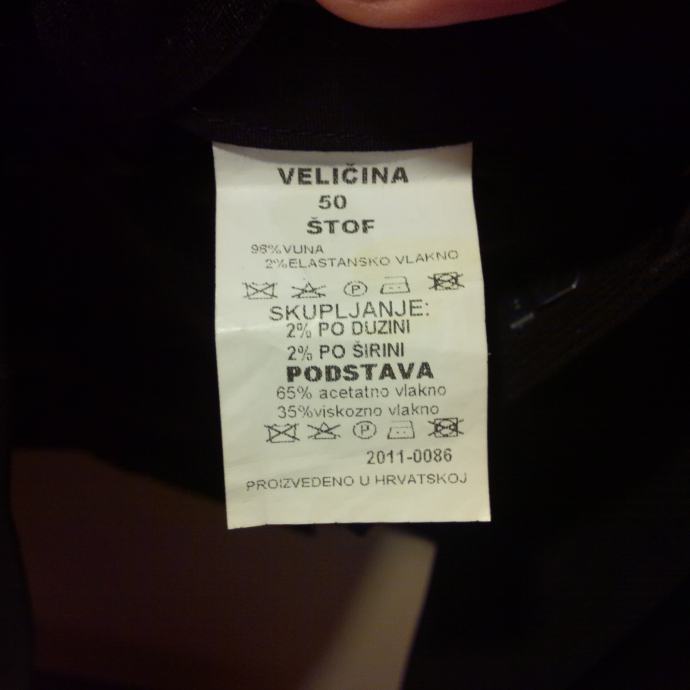 VELIČINA
50
ŠTOF
98%VUNA
2%ELASTANSKO VLAKNO
P
SKUPLJANJE:
2% PO DUZINI
2% PO ŠIRINI
PODSTAVA
65% acetatno vlakno
35%viskozno vlakno
P
2011-0086
PROIZVEDENO U HRVATSKOJ